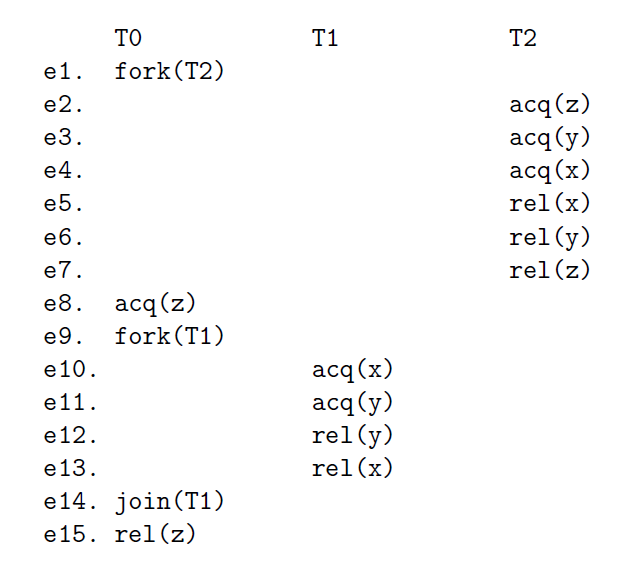 T0 T1 T2
e1. fork(T2)
e2. acq(z)
e3. acq(y)
e4. acq(x)
e5. rel(x)
e6. rel(y)
e7. rel(z)
e8. acq(z)
e9. fork(T1)
e10. acq(x)
e11. acq(y)
e12. rel(y)
e13. rel(x)
e14. join(T1)
e15. rel(z)